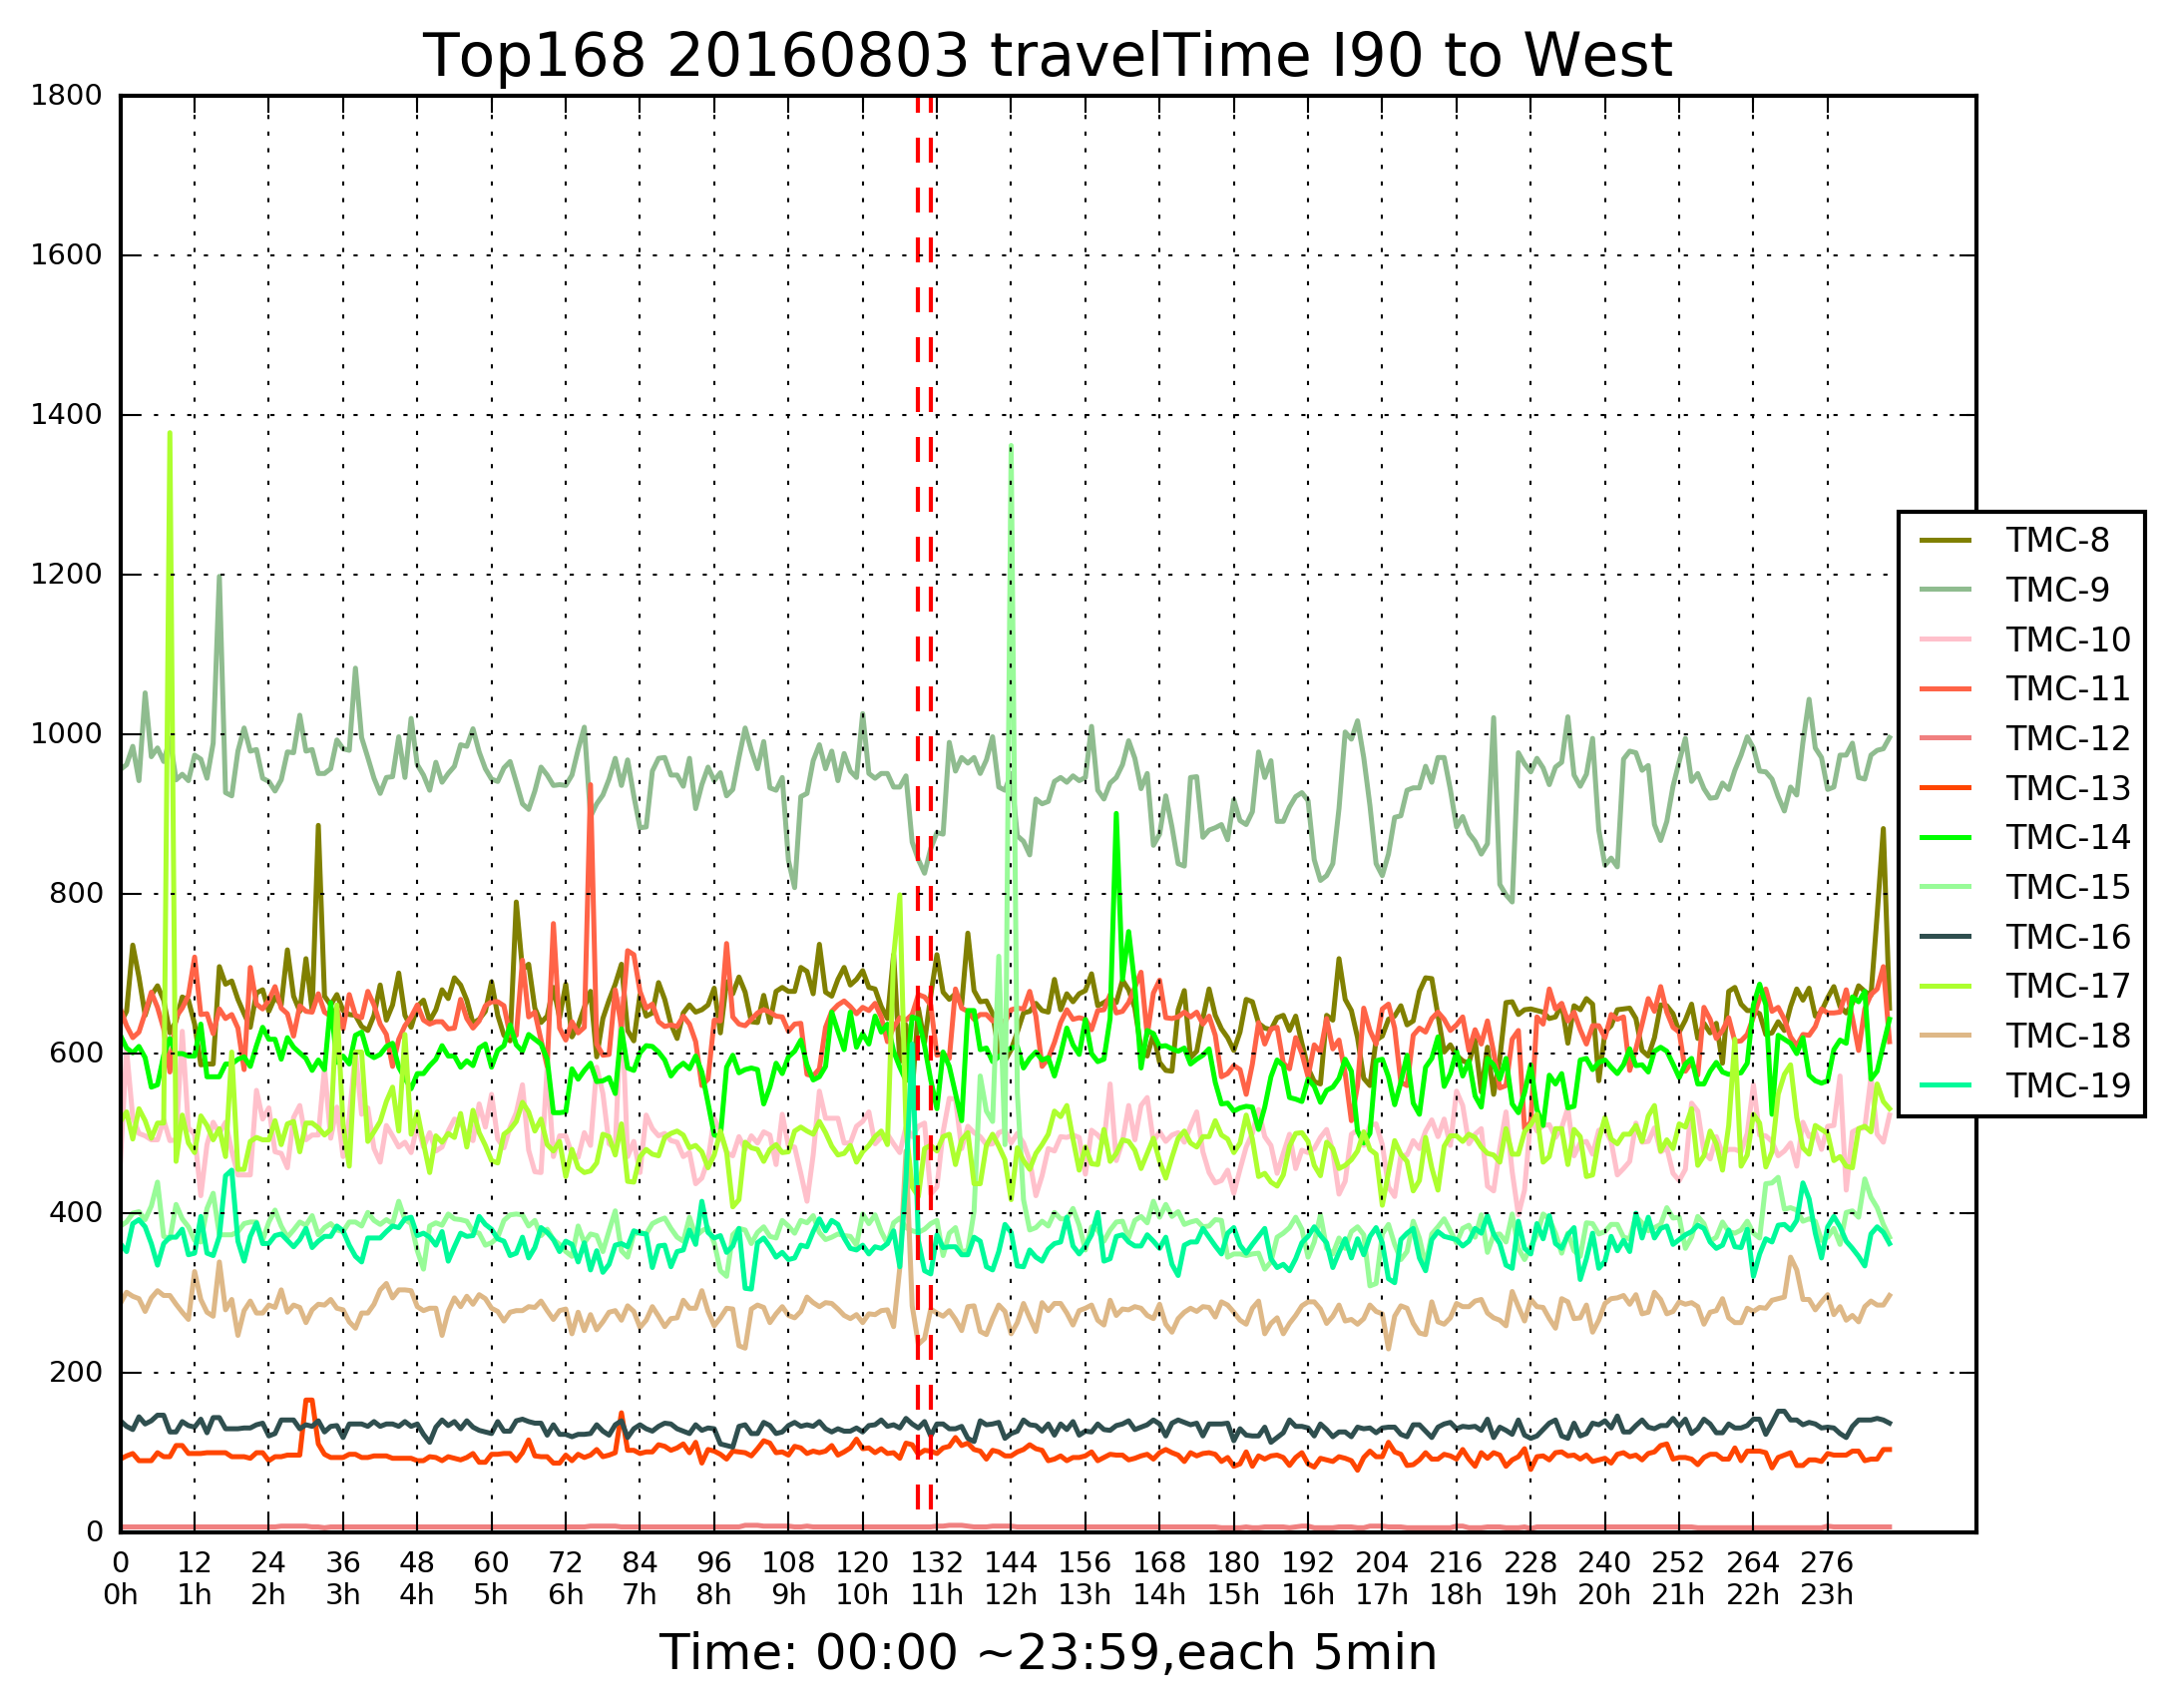 Top168 20160803 travelTime I90 to West
1800
1600
1400
1200
1000
800
600
400
200
0
TMC-8
TMC-9
TMC-10
TMC-11
TMC-12
TMC-13
TMC-14
TMC-15
TMC-16
TMC-17
TMC-18
TMC-19
0 12 24 36 48 60 72 84 96 108 120 132 144 156 168 180 192 204 216 228 240 252 264 276
0h 1h 2h 3h 4h 5h 6h 7h 8h 9h 10h 11h 12h 13h 14h 15h 16h 17h 18h 19h 20h 21h 22h 23h
Time: 00:00 ~23:59,each 5min